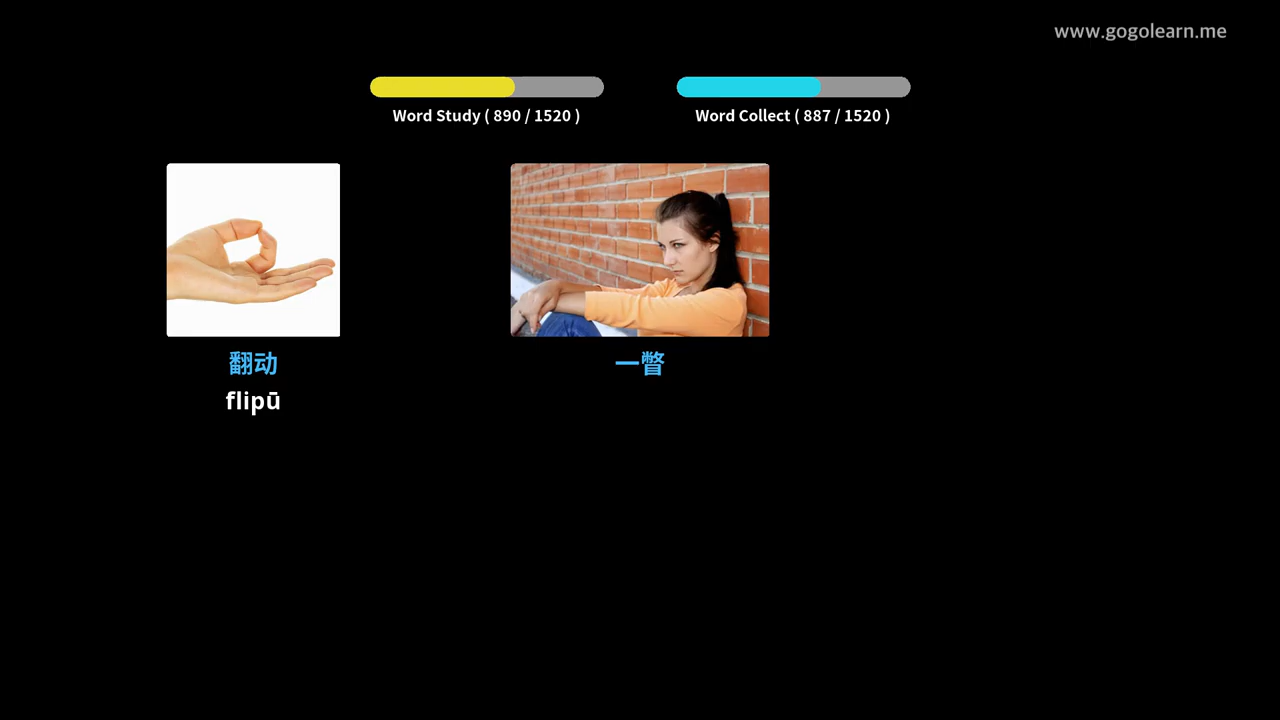 www.gogolearn.me
Word Study ( 890 / 1520 )
Word Collect ( 887 / 1520 )
翻动
flipū
一瞥